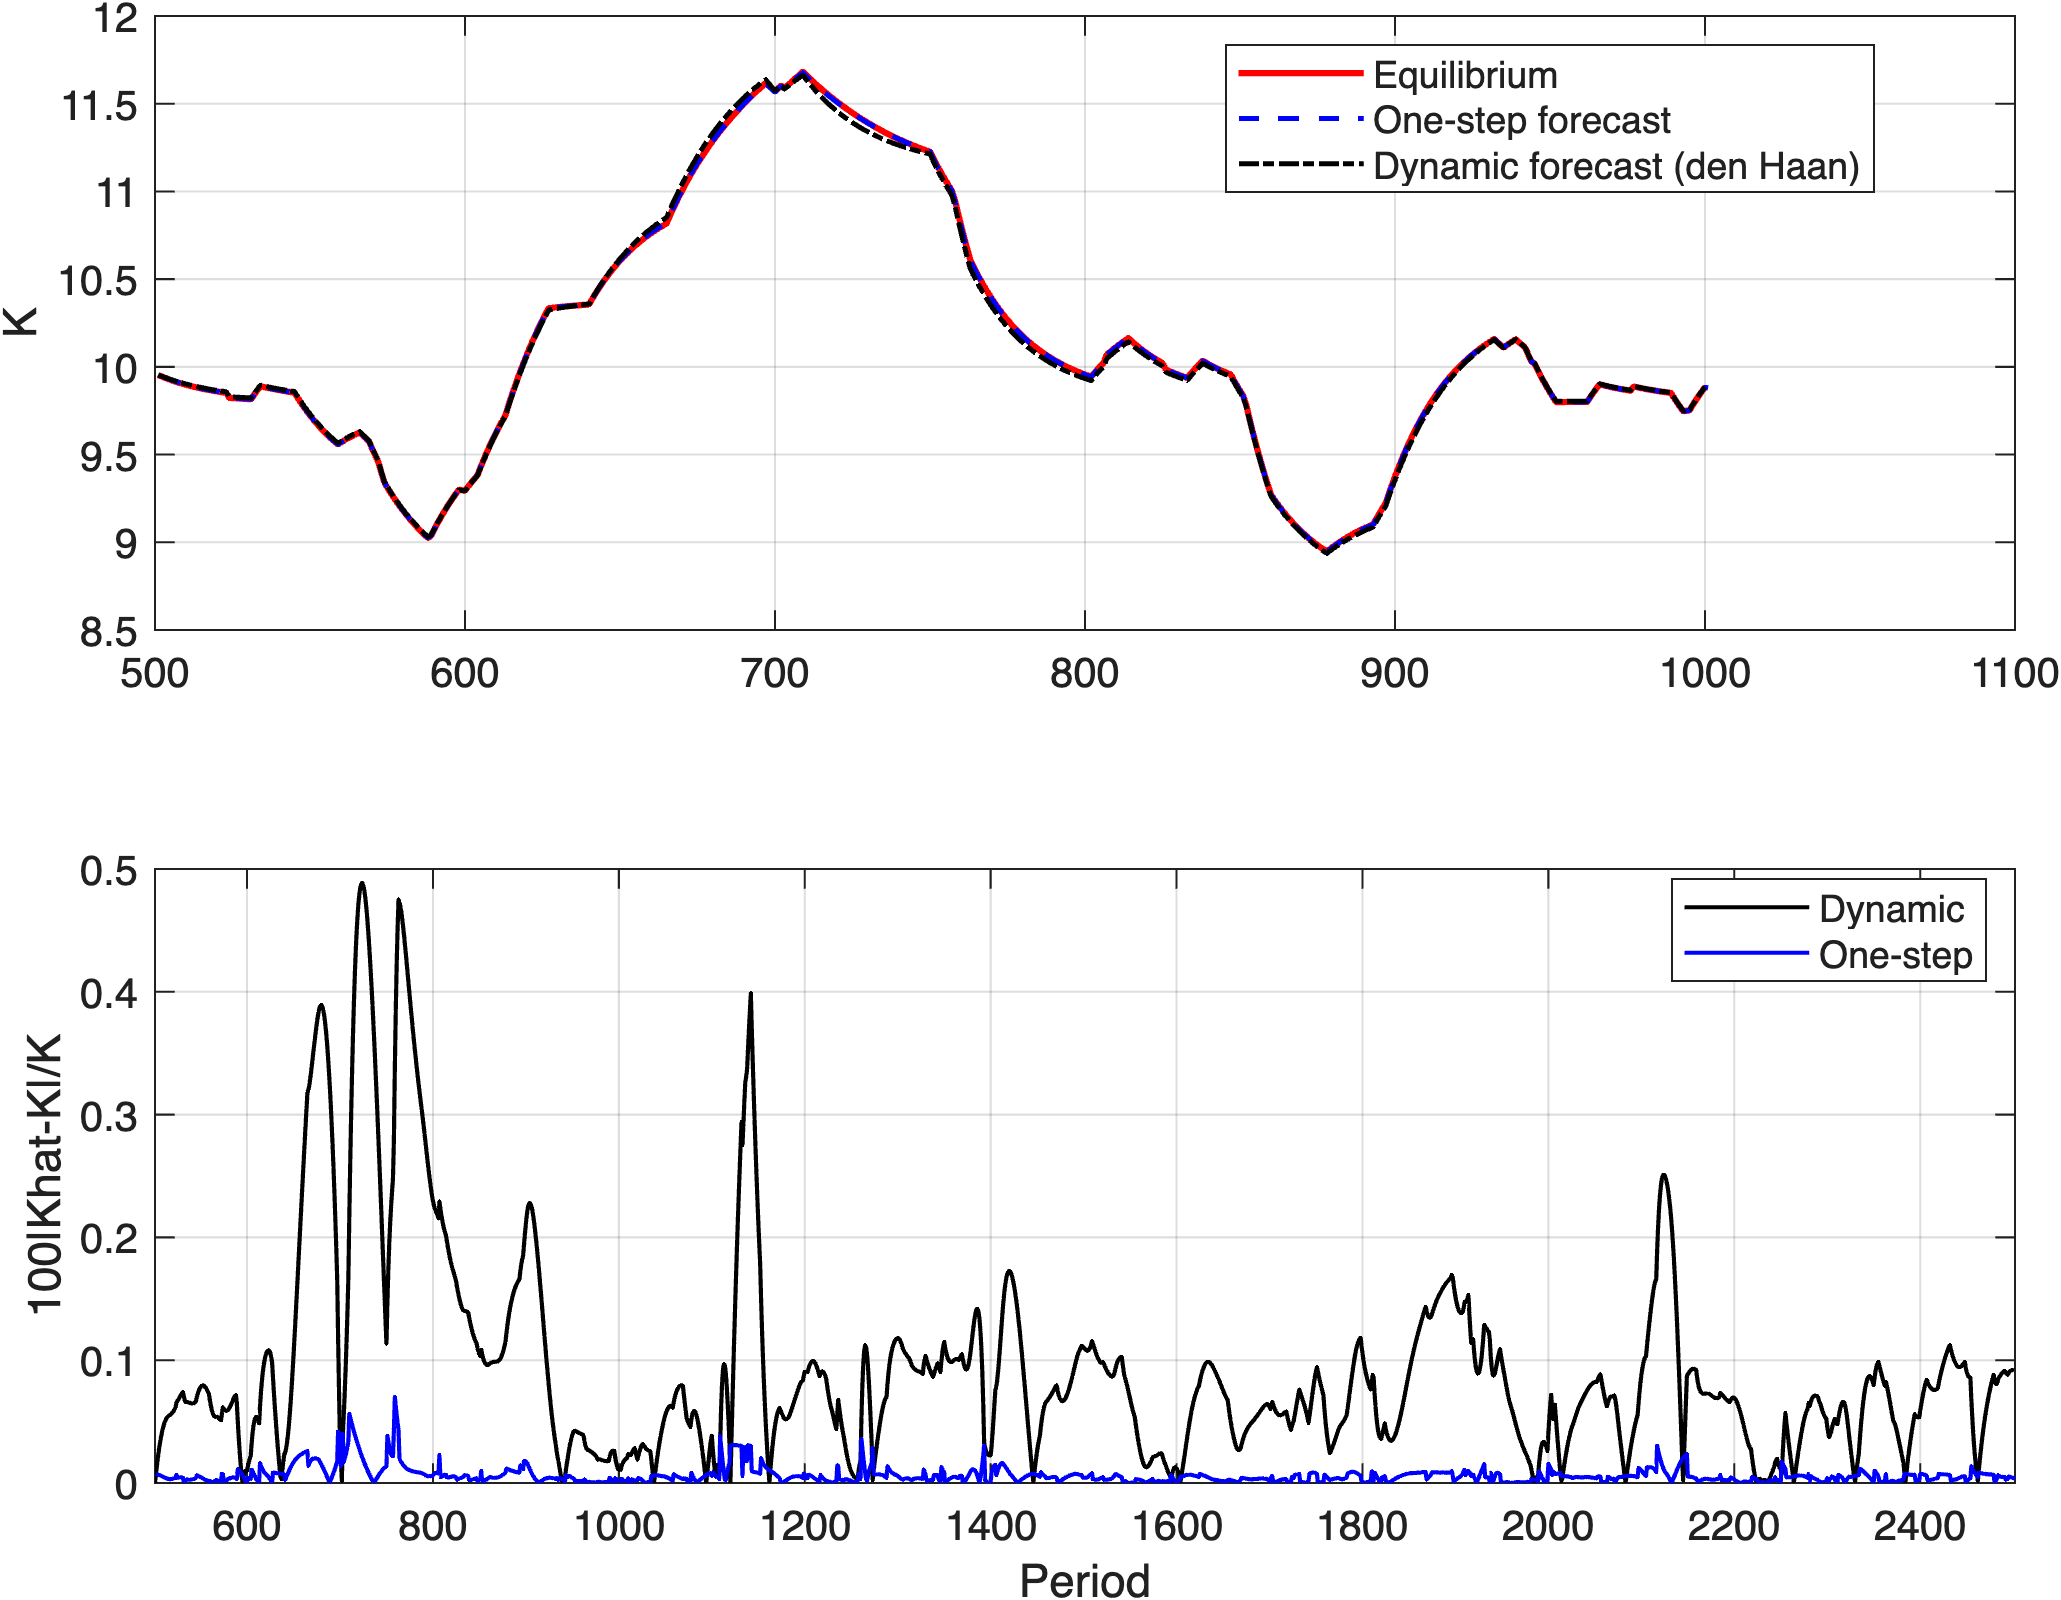 12
11.5
11
10.5
10
9.5
9
8.5
K
Equilibrium
One-step forecast
Dynamic forecast (den Haan)
500 600 700 800 900 1000 1100
0.5
0.4
0.3
0.2
0.1
0
100|Khat-K|/K
Dynamic
One-step
600 800 1000 1200 1400 1600 1800 2000 2200 2400
Period